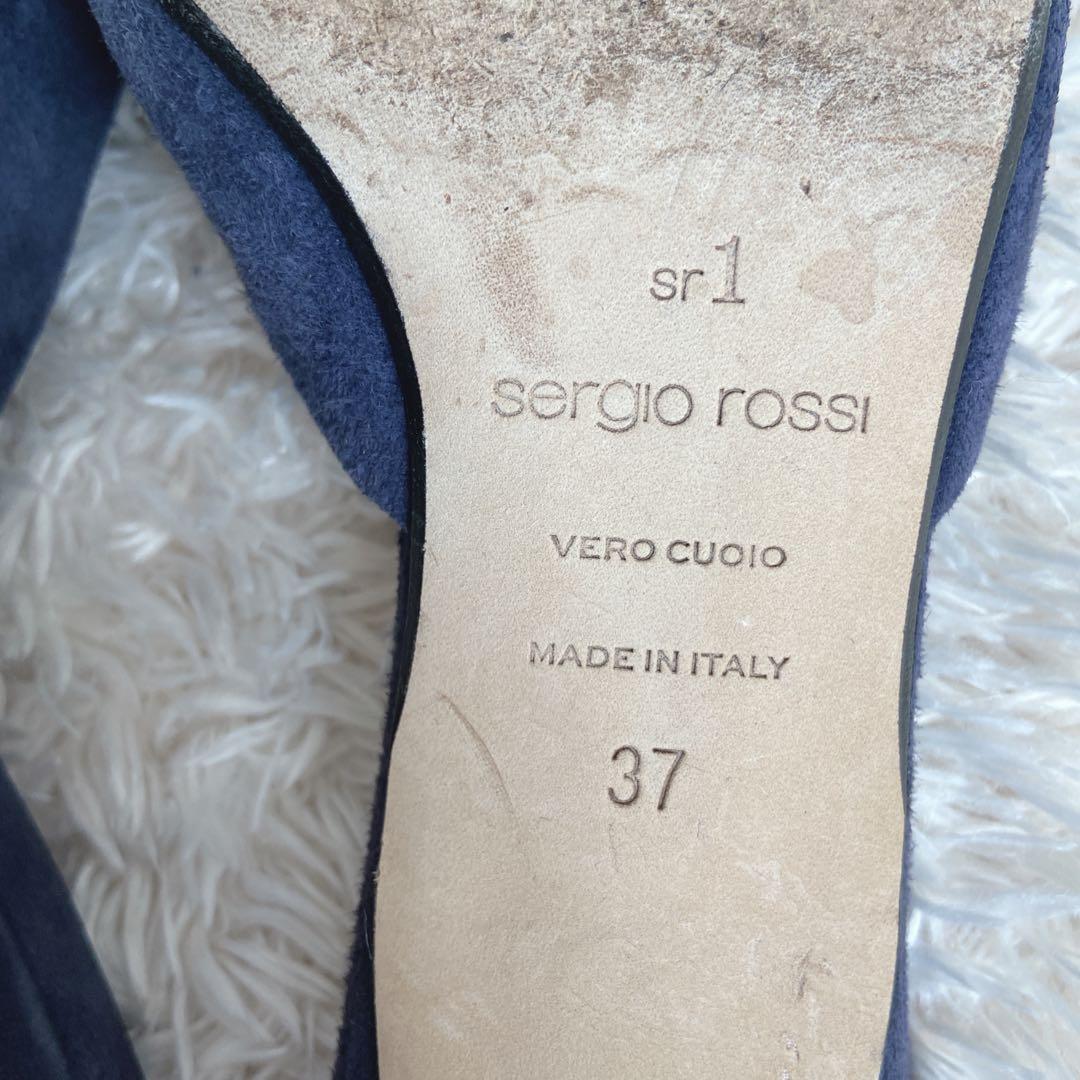 sr1
sergio rossi
VERO CUOIO
MADE IN ITALY
37